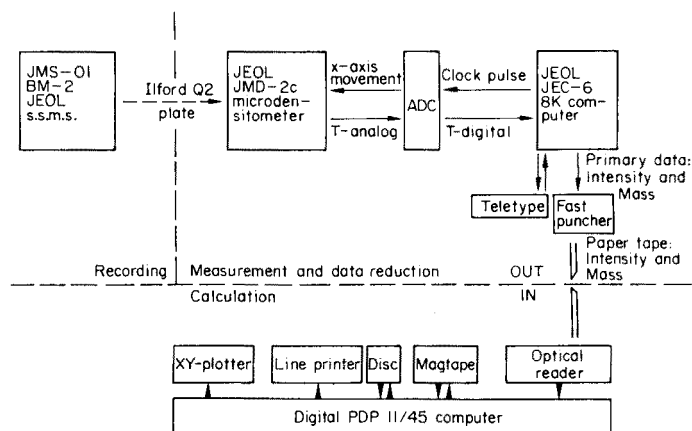 JMS-01
BM-2
JEOL
s.s.m.s.
Ilford Q2
plate
JEOL
JMD-2c
microden-
sitometer
x-axis
movement
T-analog
ADC
Clock pulse
T-digital
JEOL
JEC-6
8K com-
puter
Primary data:
Intensity and
Mass
Teletype
Fast
puncher
Paper tape:
Intensity and
Mass
Recording
Measurement and data reduction
OUT
Calculation
IN
XY-plotter
Line printer
Disc
Magtape
Optical
reader
Digital PDP 11/45 computer